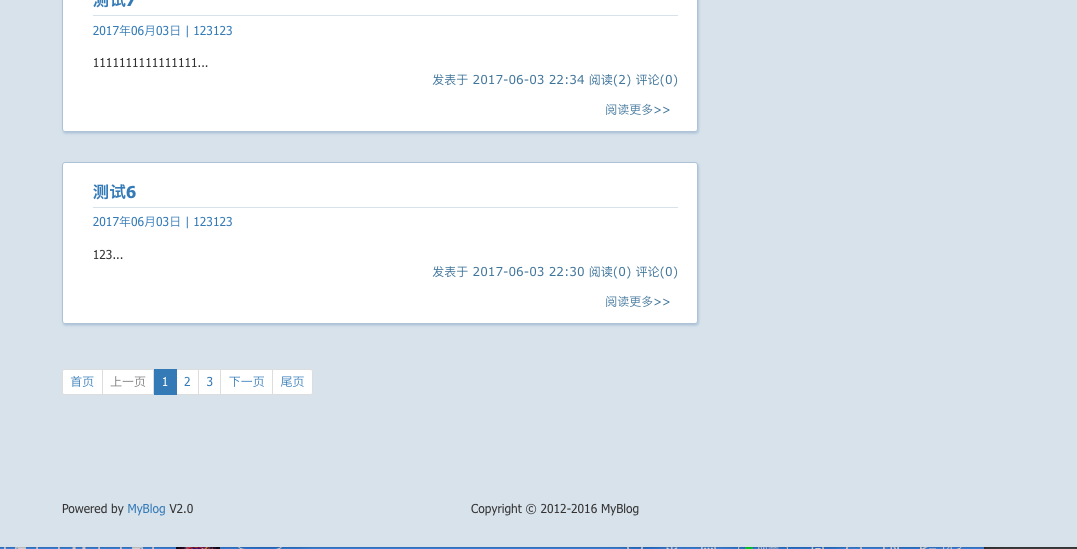 测试7
2017年06月03日 | 123123
1111111111111111...
发表于 2017-06-03 22:34 阅读(2) 评论(0)
阅读更多>>
测试6
2017年06月03日 | 123123
123...
发表于 2017-06-03 22:30 阅读(0) 评论(0)
阅读更多>>
首页 上一页 1 2 3 下一页 尾页
Powered by MyBlog V2.0 Copyright © 2012-2016 MyBlog